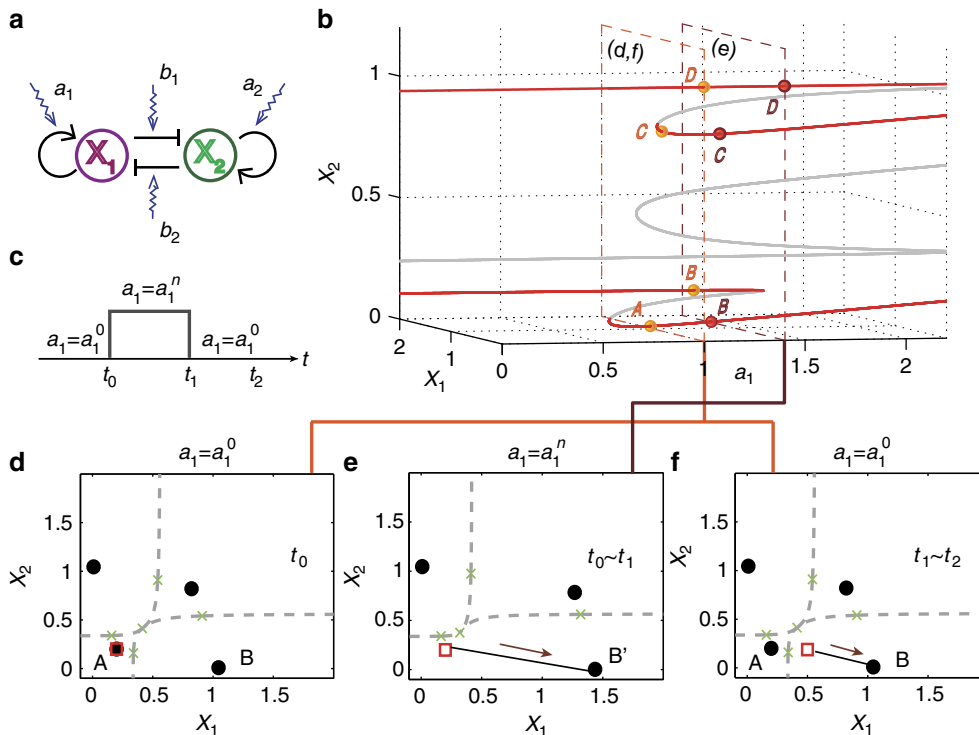 a
a₁
b₁
a₂
X₁
X₂
b₂
b
(d,f)
(e)
D
D
C
C
B
A
B
1
0.5
0
X₂
2
1
X₁
0
0.5
1
a₁
1.5
2
c
a₁=a₁ⁿ
a₁=a₁⁰
a₁=a₁⁰
t
t₀
t₁
t₂
d
a₁=a₁⁰
t₀
X₂
1.5
1
0.5
0
A
B
0
0.5
1
1.5
X₁
e
a₁=a₁ⁿ
t₀~t₁
1.5
1
0.5
0
B'
0
0.5
1
1.5
X₁
f
a₁=a₁⁰
t₁~t₂
X₂
1.5
1
0.5
0
A
B
0
0.5
1
1.5
X₁